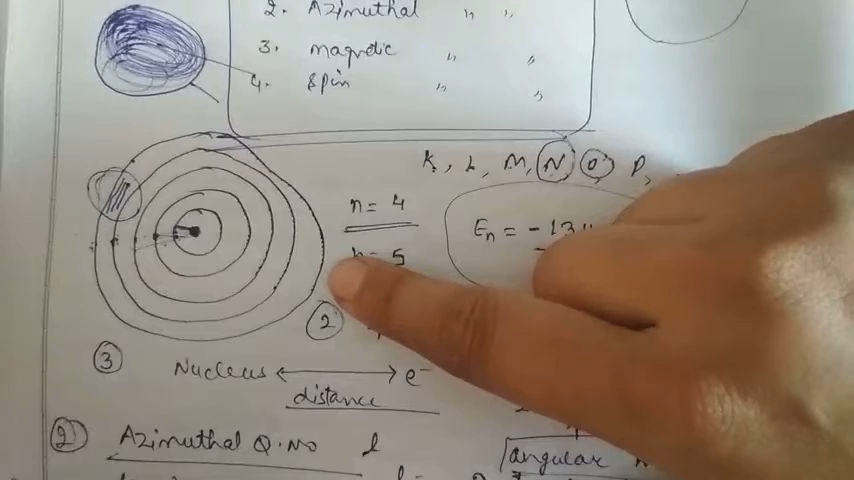 2. Azimuthal " "
3. magnetic " "
4. Spin " "
K, L, M, N, O, P,
n = 4
En = - 13.
n = 5
2
3
Nucleus e-
distance
2 Azimuthal Q.No l
angular